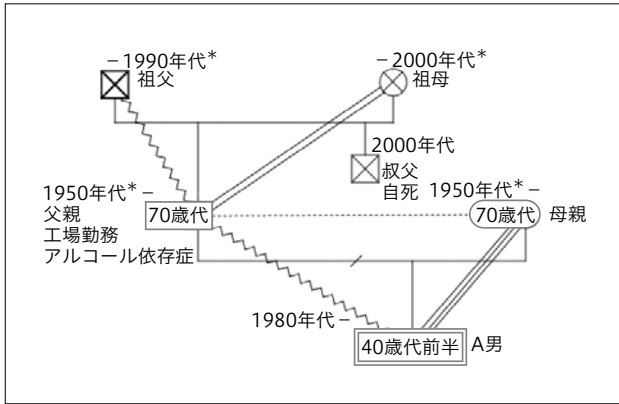 －1990年代*
祖父
－2000年代*
祖母
2000年代
叔父
自死
1950年代*－
父親
工場勤務
アルコール依存症
70歳代
1950年代*－
70歳代
母親
1980年代－
40歳代前半
A男